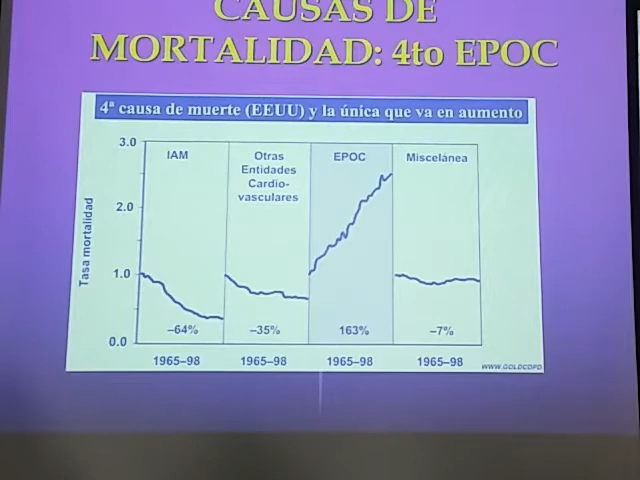 CAUSAS DE
MORTALIDAD: 4to EPOC
4ª causa de muerte (EEUU) y la única que va en aumento
Tasa mortalidad
3.0
2.0
1.0
0.0
IAM
–64%
1965–98
Otras
Entidades
Cardio-
vasculares
–35%
1965–98
EPOC
163%
1965–98
Miscelánea
–7%
1965–98
WWW.GOLDCOPD